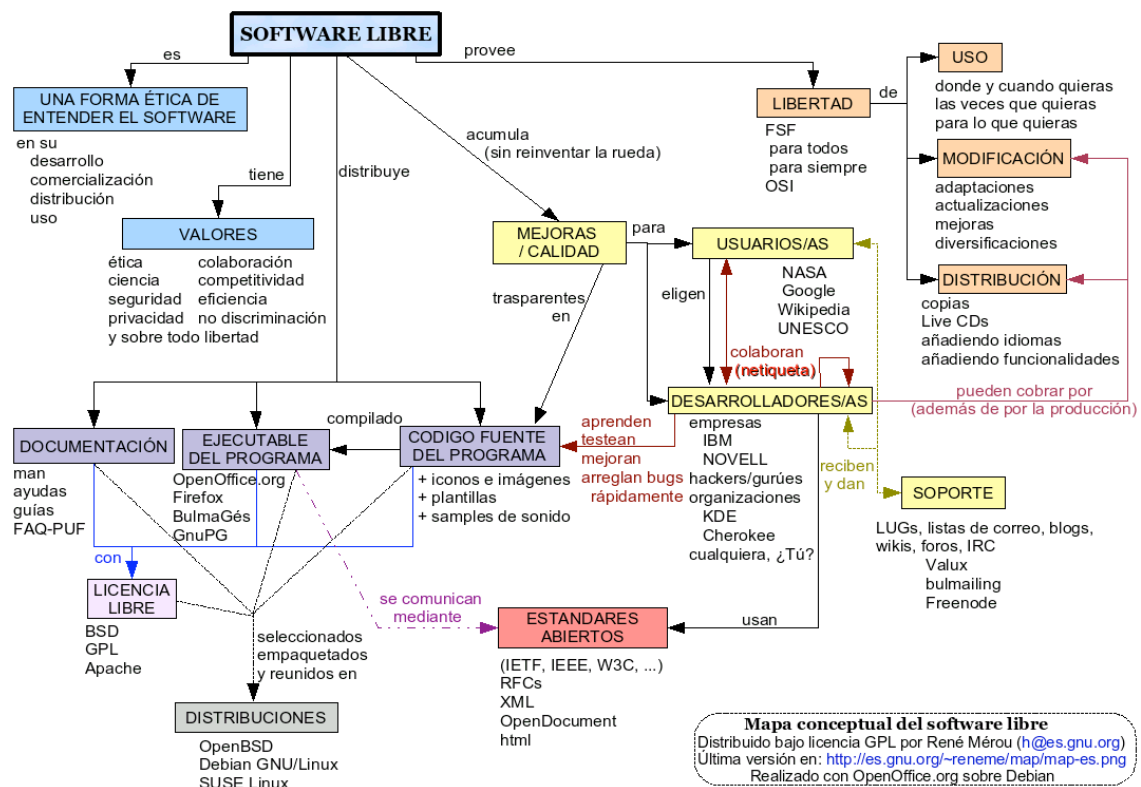 SOFTWARE LIBRE
es
UNA FORMA ÉTICA DE
ENTENDER EL SOFTWARE
en su
desarrollo
comercialización
distribución
uso
tiene
VALORES
ética
ciencia
seguridad
privacidad
colaboración
competitividad
eficiencia
no discriminación
y sobre todo libertad
distribuye
acumula
(sin reinventar la rueda)
provee
LIBERTAD
FSF
para todos
para siempre
OSI
de
USO
donde y cuando quieras
las veces que quieras
para lo que quieras
MODIFICACIÓN
adaptaciones
actualizaciones
mejoras
diversificaciones
DISTRIBUCIÓN
copias
Live CDs
añadiendo idiomas
añadiendo funcionalidades
MEJORAS
/ CALIDAD
para
trasparentes
en
USUARIOS/AS
NASA
Google
Wikipedia
UNESCO
eligen
colaboran
(netiqueta)
DESARROLLADORES/AS
empresas
IBM
NOVELL
hackers/gurúes
organizaciones
KDE
Cherokee
cualquiera, ¿Tú?
pueden cobrar por
(además de por la producción)
reciben
y dan
SOPORTE
LUGs, listas de correo, blogs,
wikis, foros, IRC
Valux
bulmailing
Freenode
aprenden
testean
mejoran
arreglan bugs
rápidamente
DOCUMENTACIÓN
man
ayudas
guías
FAQ-PUF
EJECUTABLE
DEL PROGRAMA
OpenOffice.org
Firefox
BulmaGés
GnuPG
compilado
CODIGO FUENTE
DEL PROGRAMA
+ iconos e imágenes
+ plantillas
+ samples de sonido
con
LICENCIA
LIBRE
BSD
GPL
Apache
se comunican
mediante
seleccionados
empaquetados
y reunidos en
DISTRIBUCIONES
OpenBSD
Debian GNU/Linux
SUSE Linux
ESTANDARES
ABIERTOS
(IETF, IEEE, W3C, ...)
RFCs
XML
OpenDocument
html
usan
Mapa conceptual del software libre
Distribuido bajo licencia GPL por René Mérou (h@es.gnu.org)
Última versión en: http://es.gnu.org/~reneme/map/map-es.png
Realizado con OpenOffice.org sobre Debian